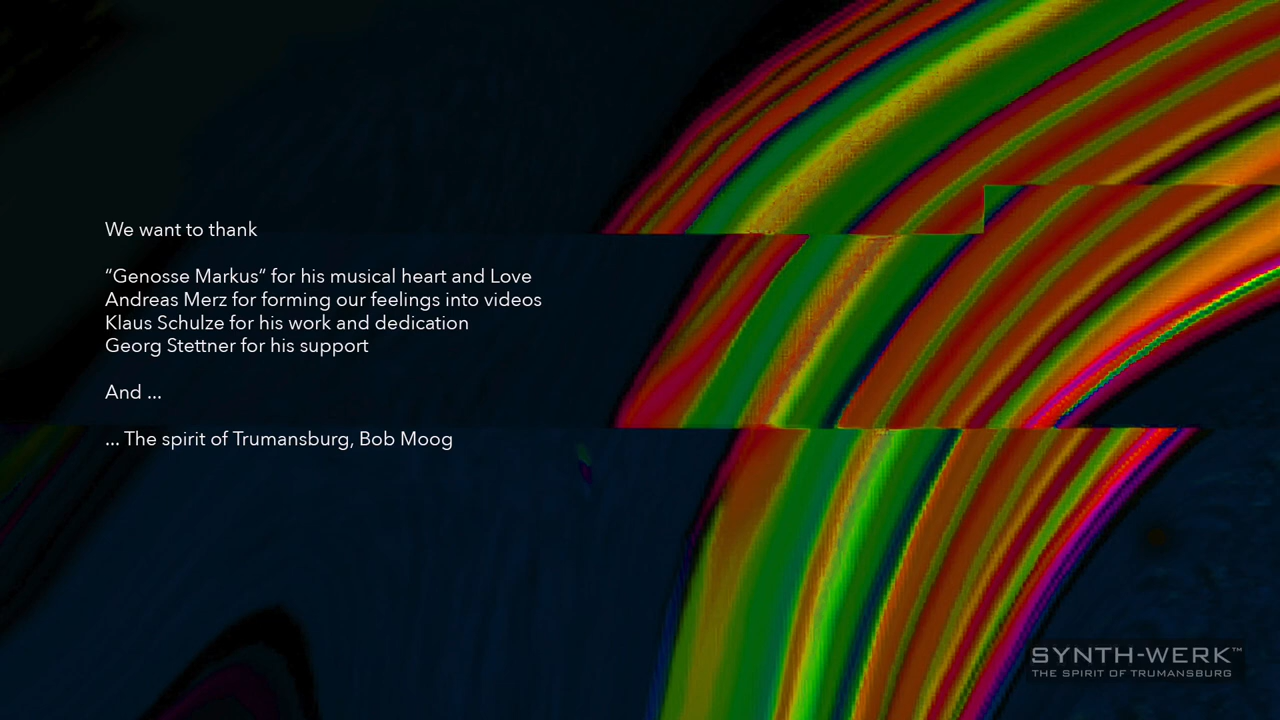 We want to thank
“Genosse Markus“ for his musical heart and Love
Andreas Merz for forming our feelings into videos
Klaus Schulze for his work and dedication
Georg Stettner for his support
And ...
... The spirit of Trumansburg, Bob Moog
SYNTH-WERK™
THE SPIRIT OF TRUMANSBURG